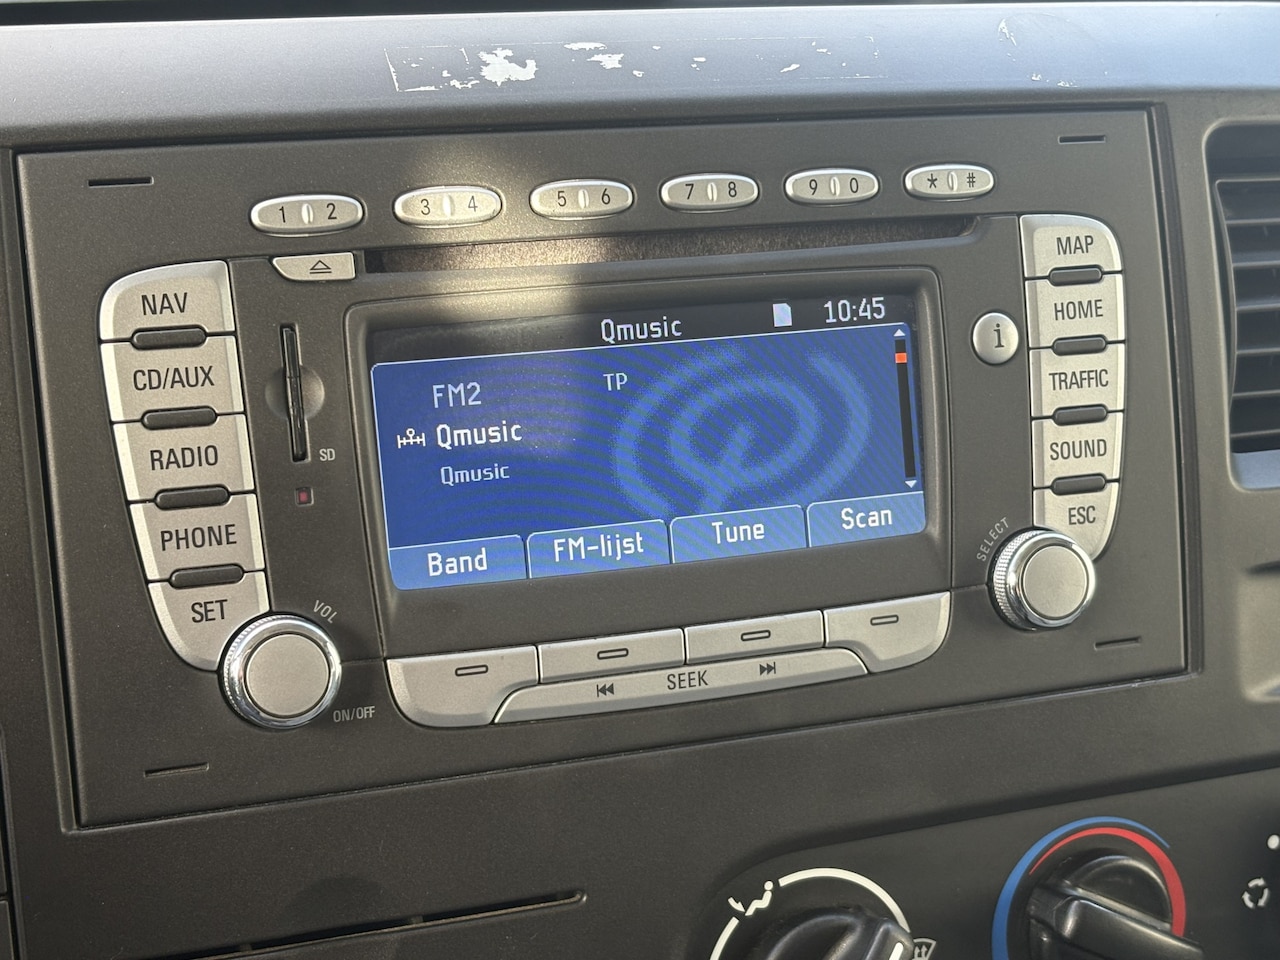 1 2 3 4 5 6 7 8 9 0 * #
NAV
CD/AUX
RADIO
PHONE
SET
VOL
ON/OFF
SD
Qmusic 10:45
FM2 TP
Qmusic
Qmusic
Band FM-lijst Tune Scan
SEEK
i
MAP
HOME
TRAFFIC
SOUND
ESC
SELECT